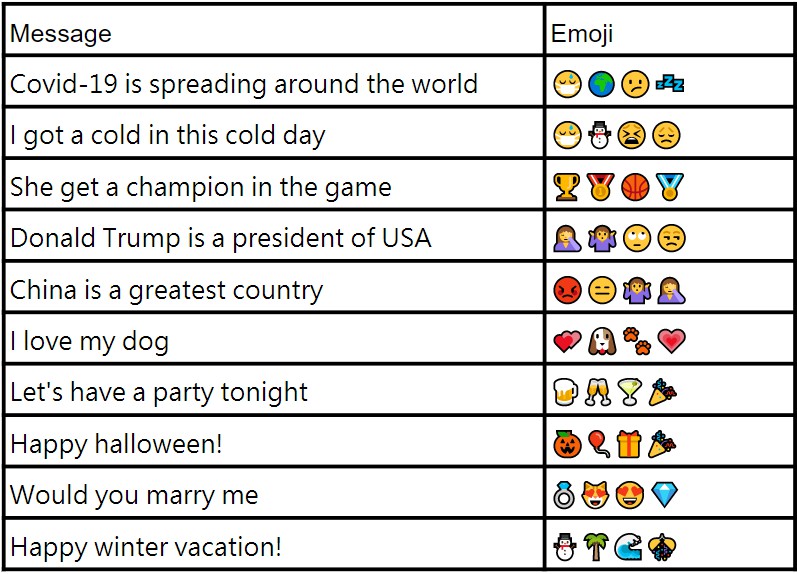 Message Emoji
Covid-19 is spreading around the world 😷🌍😕💤
I got a cold in this cold day 😷⛄😫😞
She get a champion in the game 🏆🥇🏀🏅
Donald Trump is a president of USA 🤦‍♀️🤷‍♀️🙄😒
China is a greatest country 😡😑🤷‍♀️🤦‍♀️
I love my dog 💕🐶🐾💗
Let's have a party tonight 🍺🥂🍸🎉
Happy halloween! 🎃🎈🎁🎉
Would you marry me 💍😻😍💎
Happy winter vacation! ⛄🌴🌊👙